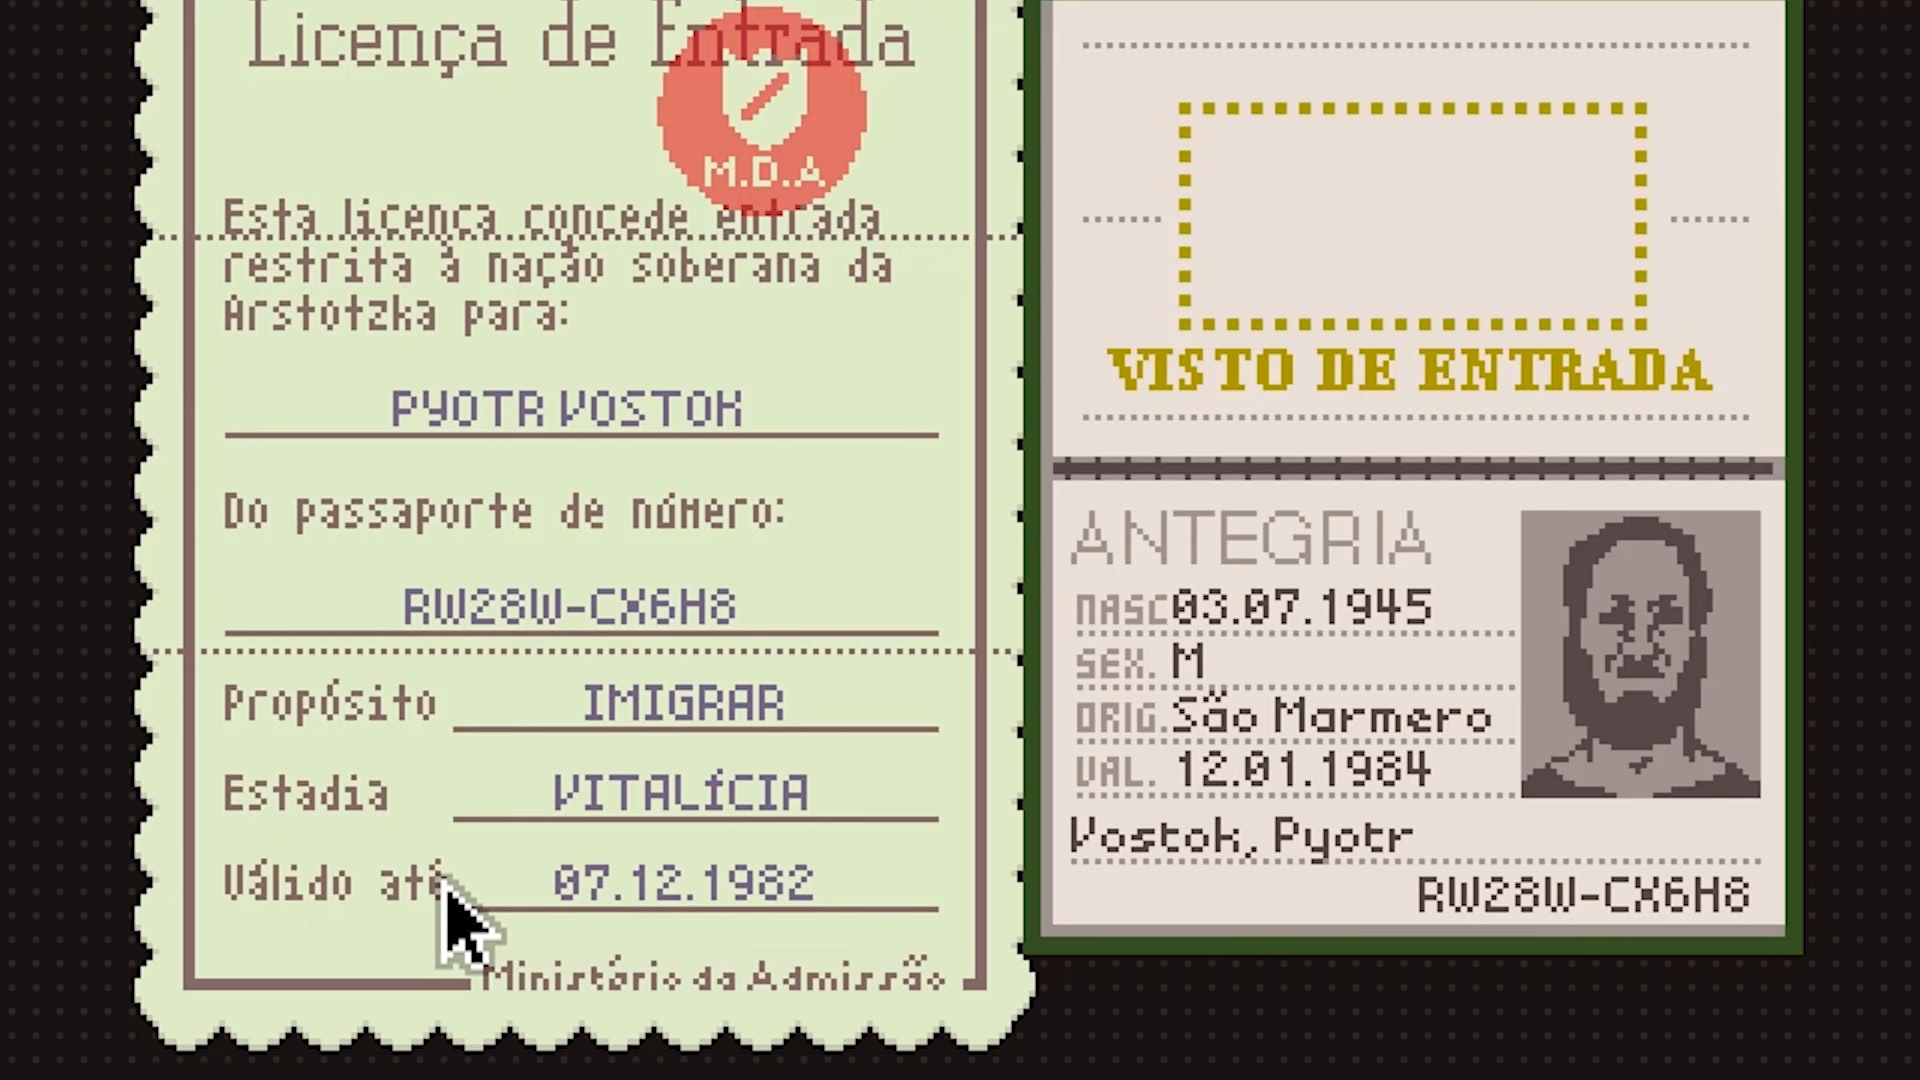 Licença de Entrada
M.D.A
Esta licença concede entrada
restrita à nação soberana da
Arstotzka para:
PYOTR VOSTOK
Do passaporte de número:
RW28W-CX6H8
Propósito IMIGRAR
Estadia VITALÍCIA
Válido até 07.12.1982
Ministério da Admissão
VISTO DE ENTRADA
ANTEGRIA
NASC 03.07.1945
SEX. M
ORIG. São Marmero
VAL. 12.01.1984
Vostok, Pyotr
RW28W-CX6H8